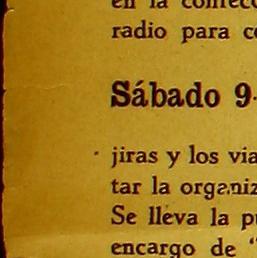 en la confecc
radio para c
Sábado 9-
jiras y los via
tar la organiz
Se lleva la p
encargo de "